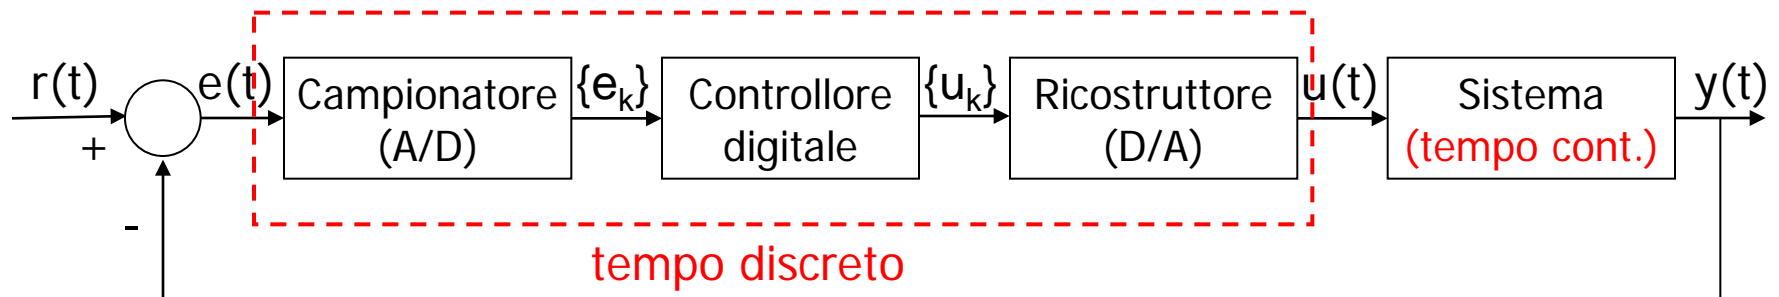 r(t)
+
-
e(t)
Campionatore
(A/D)
{eₖ}
Controllore
digitale
{uₖ}
Ricostruttore
(D/A)
u(t)
Sistema
(tempo cont.)
y(t)
tempo discreto